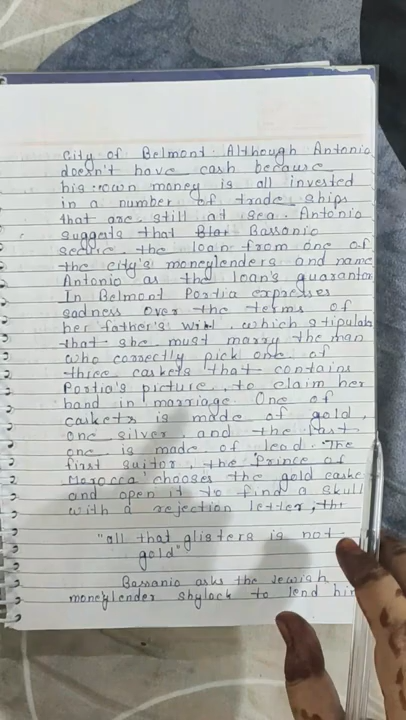 City of Belmont. Although Antonio
doesn't have cash because
his own money is all invested
in a number of trade ships
that are still at sea. Antonio
suggests that Bassanio
secure the loan from one of
the city's moneylenders and name
Antonio as the loan's guarantor
In Belmont Portia expresses
sadness over the terms of
her father's will, which stipulats
that she must marry the man
who correctly pick one of
three caskets that contains
Portia's picture, to claim her
hand in marriage. One of
caskets is made of gold,
one silver, and the last
one is made of lead. The
first suitor, the Prince of
Morocca chooses the gold caske
and open it to find a skull
with a rejection letter, th
"all that glisters is not
gold"
Bassanio asks the Jewish
moneylender shylock to lend him